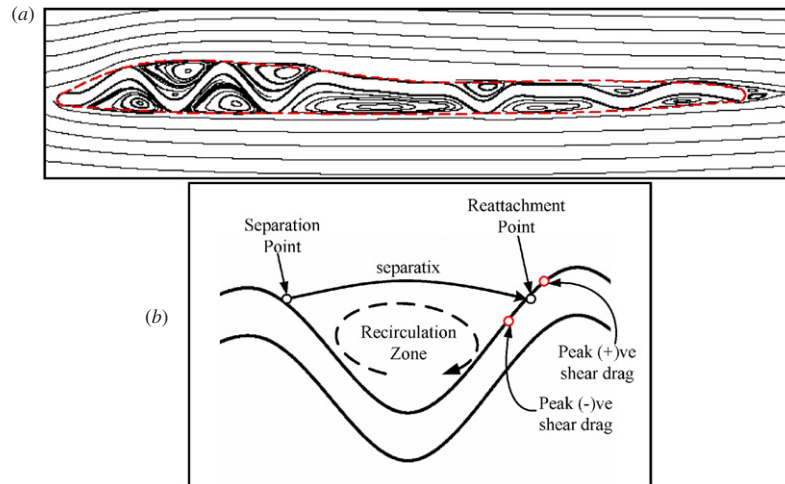 (a)
Separation
Point
Reattachment
Point
separatix
(b)
Recirculation
Zone
Peak (+)ve
shear drag
Peak (-)ve
shear drag